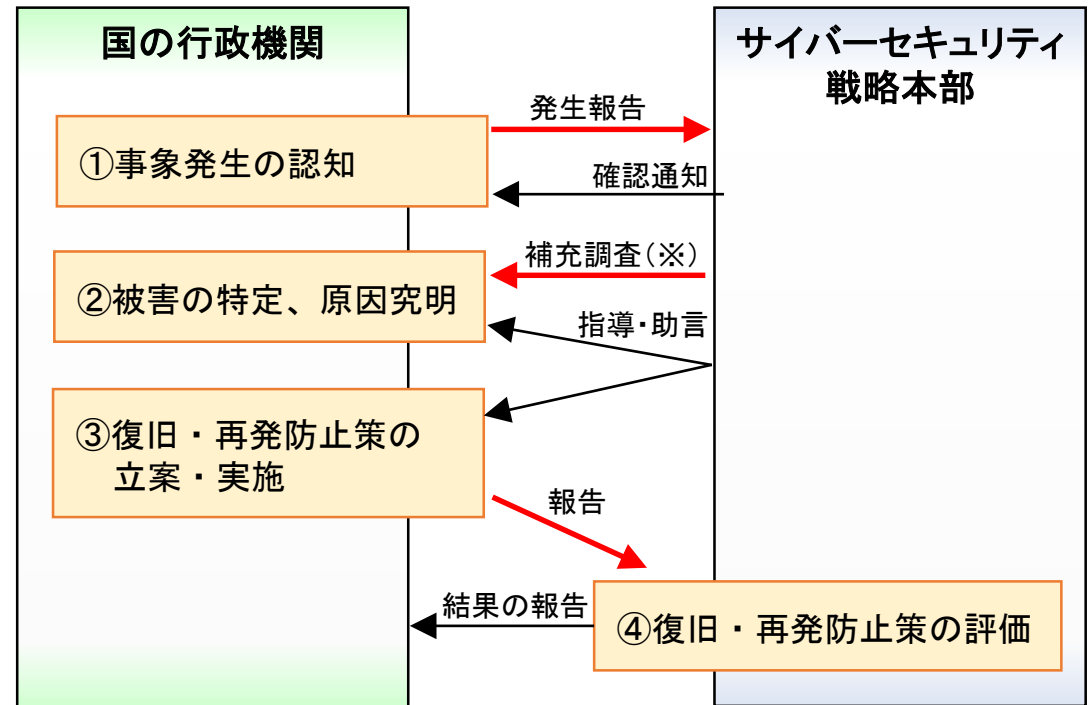 国の行政機関
サイバーセキュリティ
戦略本部
発生報告
①事象発生の認知
確認通知
補充調査(※)
②被害の特定、原因究明
指導・助言
③復旧・再発防止策の
立案・実施
報告
結果の報告
④復旧・再発防止策の評価